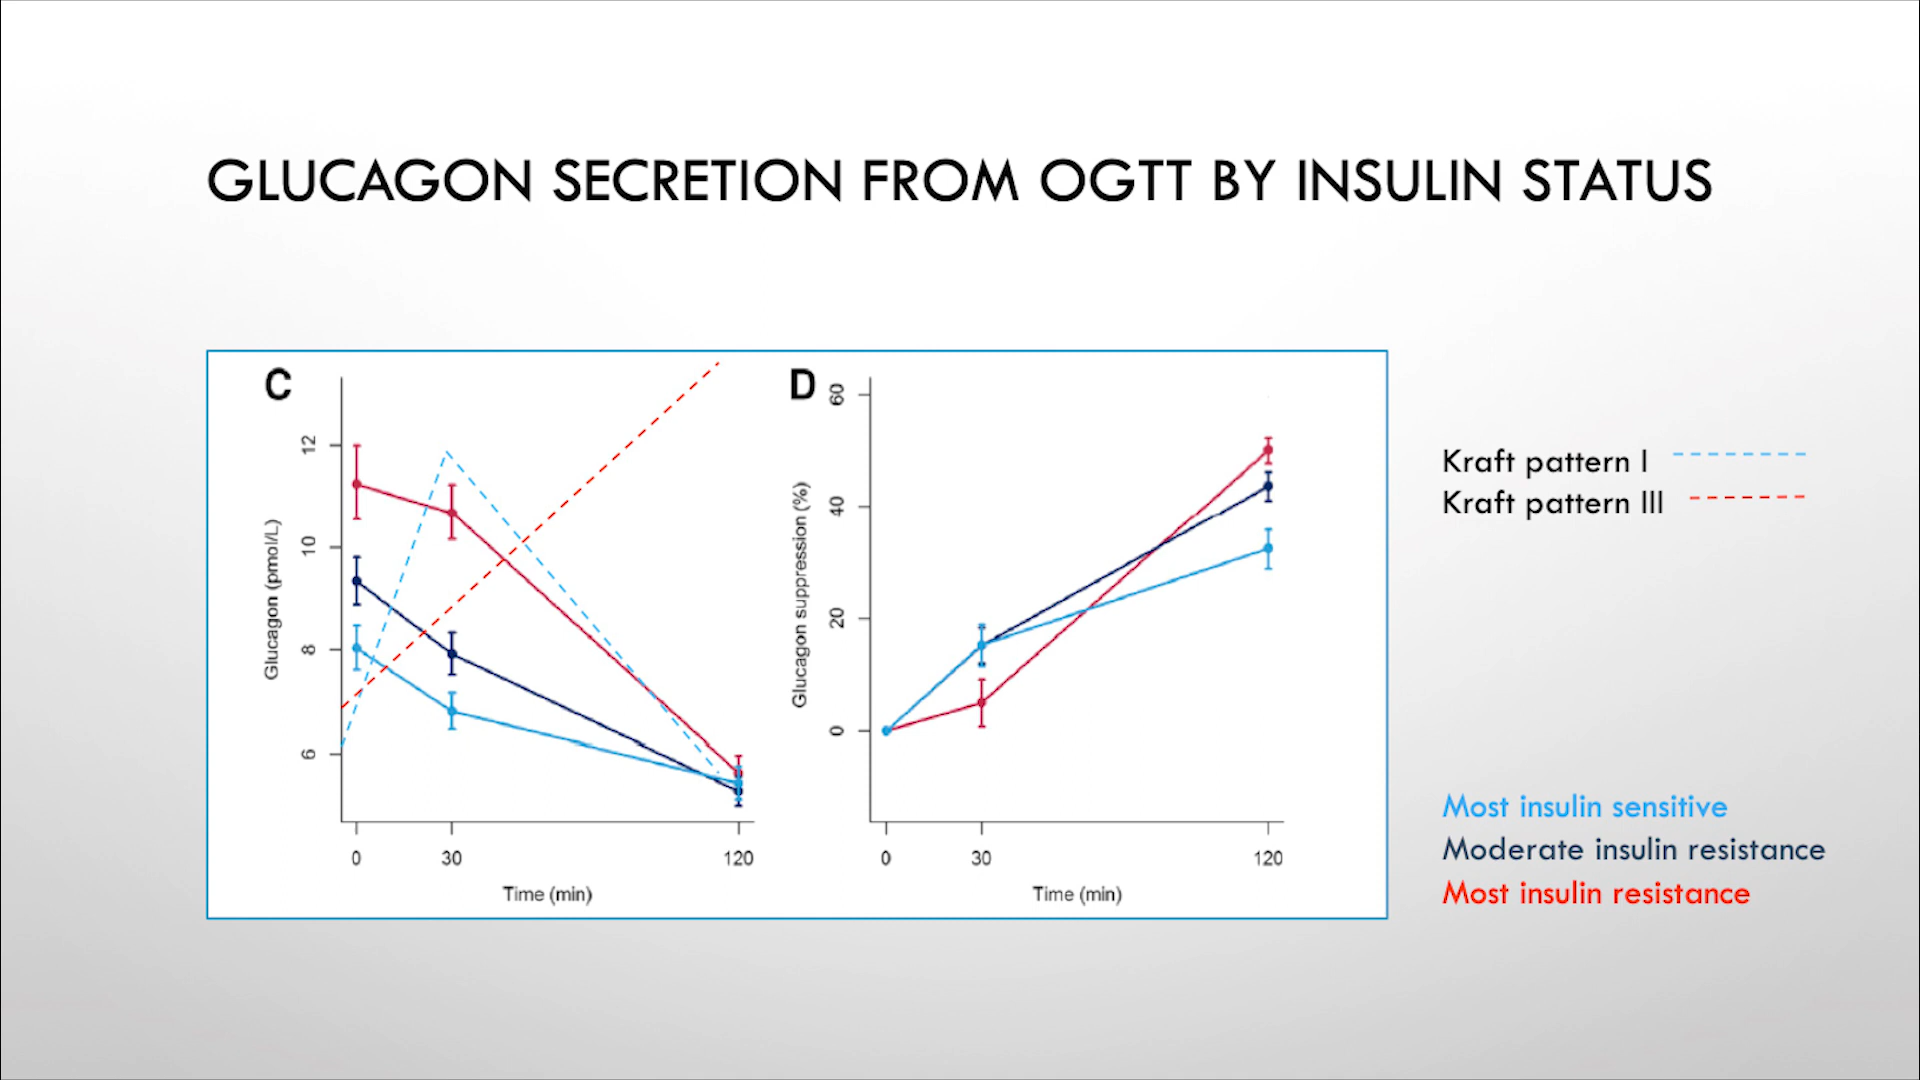 GLUCAGON SECRETION FROM OGTT BY INSULIN STATUS
C
12
10
8
6
Glucagon (pmol/L)
0 30 120
Time (min)
D
60
40
20
0
Glucagon suppression (%)
0 30 120
Time (min)
Kraft pattern I
Kraft pattern III
Most insulin sensitive
Moderate insulin resistance
Most insulin resistance